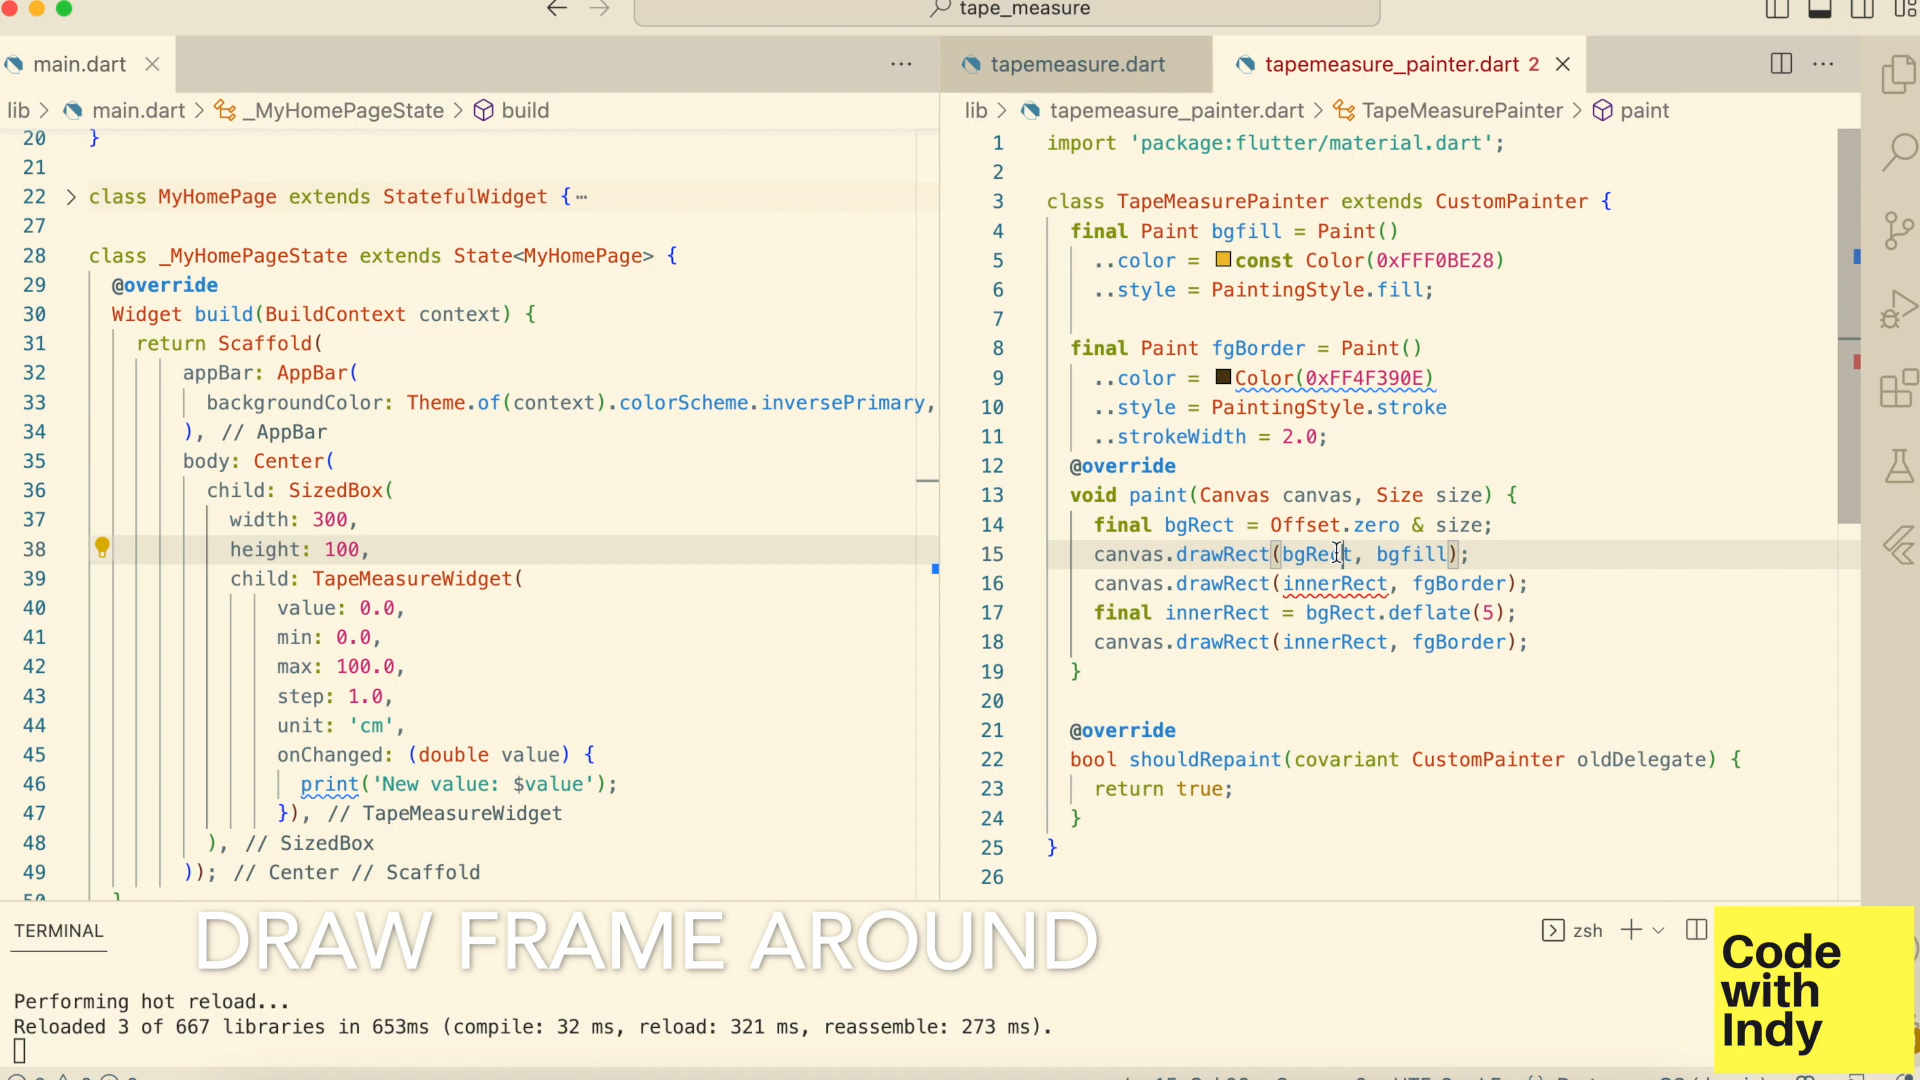 tape_measure
main.dart
tapemeasure.dart
tapemeasure_painter.dart 2
lib > main.dart > _MyHomePageState > build
lib > tapemeasure_painter.dart > TapeMeasurePainter > paint
20 }
21
22 class MyHomePage extends StatefulWidget {
27
28 class _MyHomePageState extends State<MyHomePage> {
29 @override
30 Widget build(BuildContext context) {
31 return Scaffold(
32 appBar: AppBar(
33 backgroundColor: Theme.of(context).colorScheme.inversePrimary,
34 ), // AppBar
35 body: Center(
36 child: SizedBox(
37 width: 300,
38 height: 100,
39 child: TapeMeasureWidget(
40 value: 0.0,
41 min: 0.0,
42 max: 100.0,
43 step: 1.0,
44 unit: 'cm',
45 onChanged: (double value) {
46 print('New value: $value');
47 }), // TapeMeasureWidget
48 ), // SizedBox
49 )); // Center // Scaffold
50 }
1 import 'package:flutter/material.dart';
2
3 class TapeMeasurePainter extends CustomPainter {
4 final Paint bgfill = Paint()
5 ..color = const Color(0xFFF0BE28)
6 ..style = PaintingStyle.fill;
7
8 final Paint fgBorder = Paint()
9 ..color = Color(0xFF4F390E)
10 ..style = PaintingStyle.stroke
11 ..strokeWidth = 2.0;
12 @override
13 void paint(Canvas canvas, Size size) {
14 final bgRect = Offset.zero & size;
15 canvas.drawRect(bgRect, bgfill);
16 canvas.drawRect(innerRect, fgBorder);
17 final innerRect = bgRect.deflate(5);
18 canvas.drawRect(innerRect, fgBorder);
19 }
20
21 @override
22 bool shouldRepaint(covariant CustomPainter oldDelegate) {
23 return true;
24 }
25 }
26
TERMINAL
DRAW FRAME AROUND
zsh
Performing hot reload...
Reloaded 3 of 667 libraries in 653ms (compile: 32 ms, reload: 321 ms, reassemble: 273 ms).
Code
with
Indy